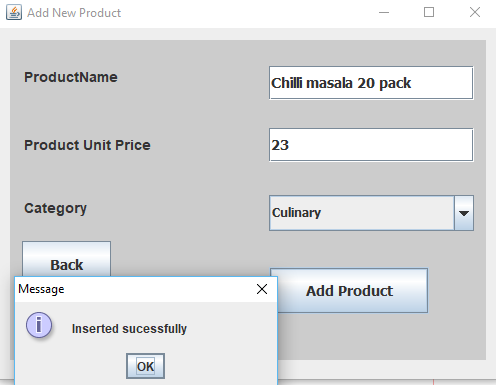 Add New Product
ProductName
Chilli masala 20 pack
Product Unit Price
23
Category
Culinary
Back
Add Product
Message
Inserted sucessfully
OK